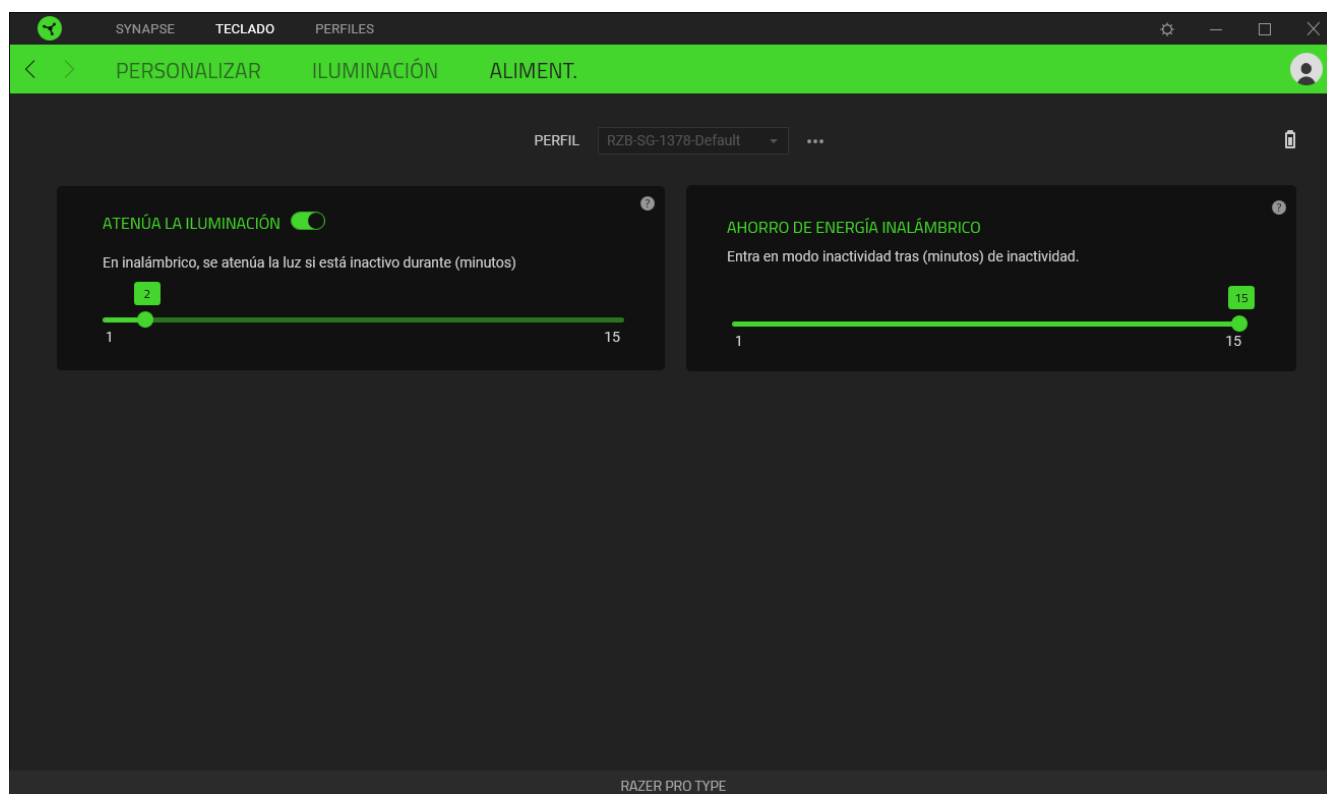 SYNAPSE TECLADO PERFILES
PERSONALIZAR ILUMINACIÓN ALIMENT.
PERFIL RZB-SG-1378-Default
ATENÚA LA ILUMINACIÓN
En inalámbrico, se atenúa la luz si está inactivo durante (minutos)
2
1 15
AHORRO DE ENERGÍA INALÁMBRICO
Entra en modo inactividad tras (minutos) de inactividad.
15
1 15
RAZER PRO TYPE